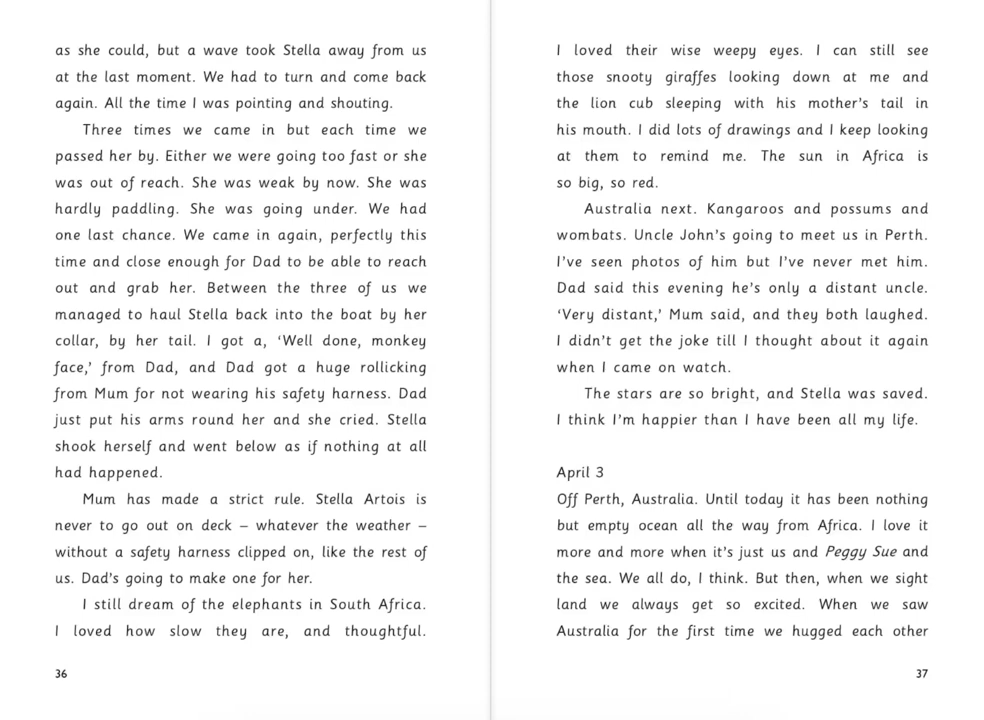 as she could, but a wave took Stella away from us
at the last moment. We had to turn and come back
again. All the time I was pointing and shouting.
Three times we came in but each time we
passed her by. Either we were going too fast or she
was out of reach. She was weak by now. She was
hardly paddling. She was going under. We had
one last chance. We came in again, perfectly this
time and close enough for Dad to be able to reach
out and grab her. Between the three of us we
managed to haul Stella back into the boat by her
collar, by her tail. I got a, ‘Well done, monkey
face,’ from Dad, and Dad got a huge rollicking
from Mum for not wearing his safety harness. Dad
just put his arms round her and she cried. Stella
shook herself and went below as if nothing at all
had happened.
Mum has made a strict rule. Stella Artois is
never to go out on deck – whatever the weather –
without a safety harness clipped on, like the rest of
us. Dad’s going to make one for her.
I still dream of the elephants in South Africa.
I loved how slow they are, and thoughtful.
36
I loved their wise weepy eyes. I can still see
those snooty giraffes looking down at me and
the lion cub sleeping with his mother’s tail in
his mouth. I did lots of drawings and I keep looking
at them to remind me. The sun in Africa is
so big, so red.
Australia next. Kangaroos and possums and
wombats. Uncle John’s going to meet us in Perth.
I’ve seen photos of him but I’ve never met him.
Dad said this evening he’s only a distant uncle.
‘Very distant,’ Mum said, and they both laughed.
I didn’t get the joke till I thought about it again
when I came on watch.
The stars are so bright, and Stella was saved.
I think I’m happier than I have been all my life.
April 3
Off Perth, Australia. Until today it has been nothing
but empty ocean all the way from Africa. I love it
more and more when it’s just us and Peggy Sue and
the sea. We all do, I think. But then, when we sight
land we always get so excited. When we saw
Australia for the first time we hugged each other
37